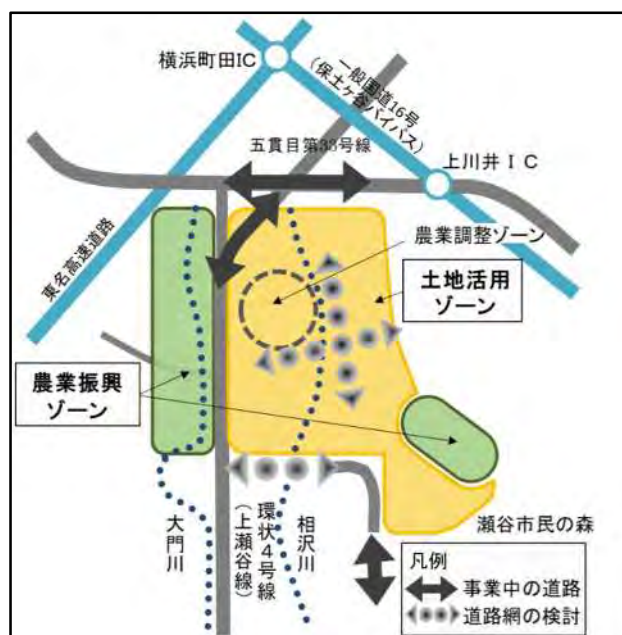 横浜町田IC
一般国道16号
(保土ヶ谷バイパス)
五貫目第33号線
上川井IC
東名高速道路
農業調整ゾーン
土地活用
ゾーン
農業振興
ゾーン
大門川
環状4号線
(上瀬谷線)
相沢川
瀬谷市民の森
凡例
事業中の道路
道路網の検討